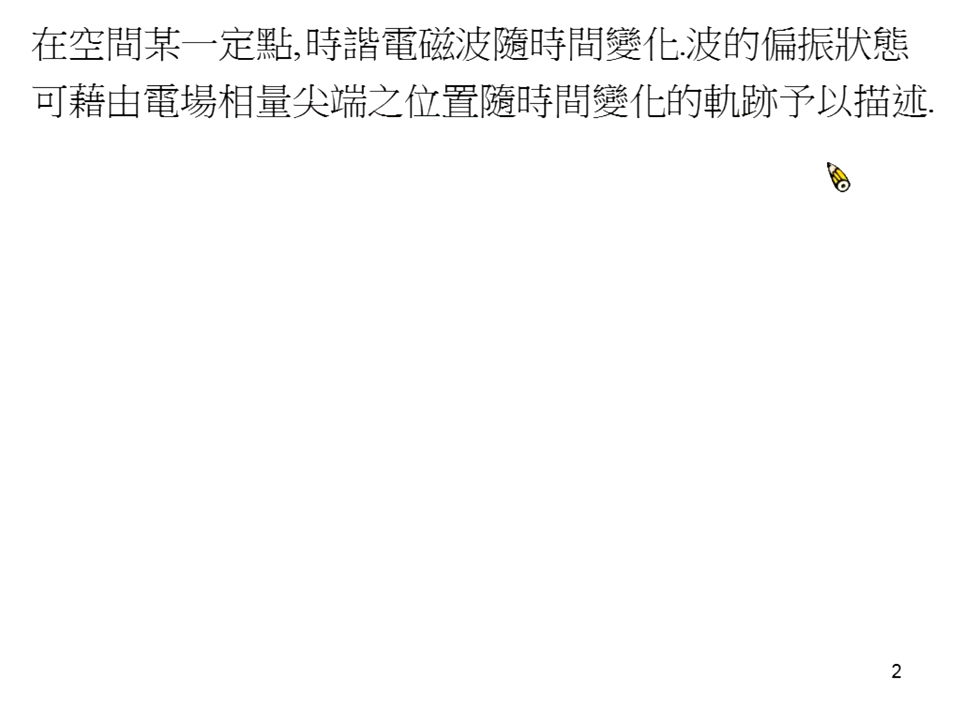 在空間某一定點,時諧電磁波隨時間變化.波的偏振狀態
可藉由電場相量尖端之位置隨時間變化的軌跡予以描述.
2